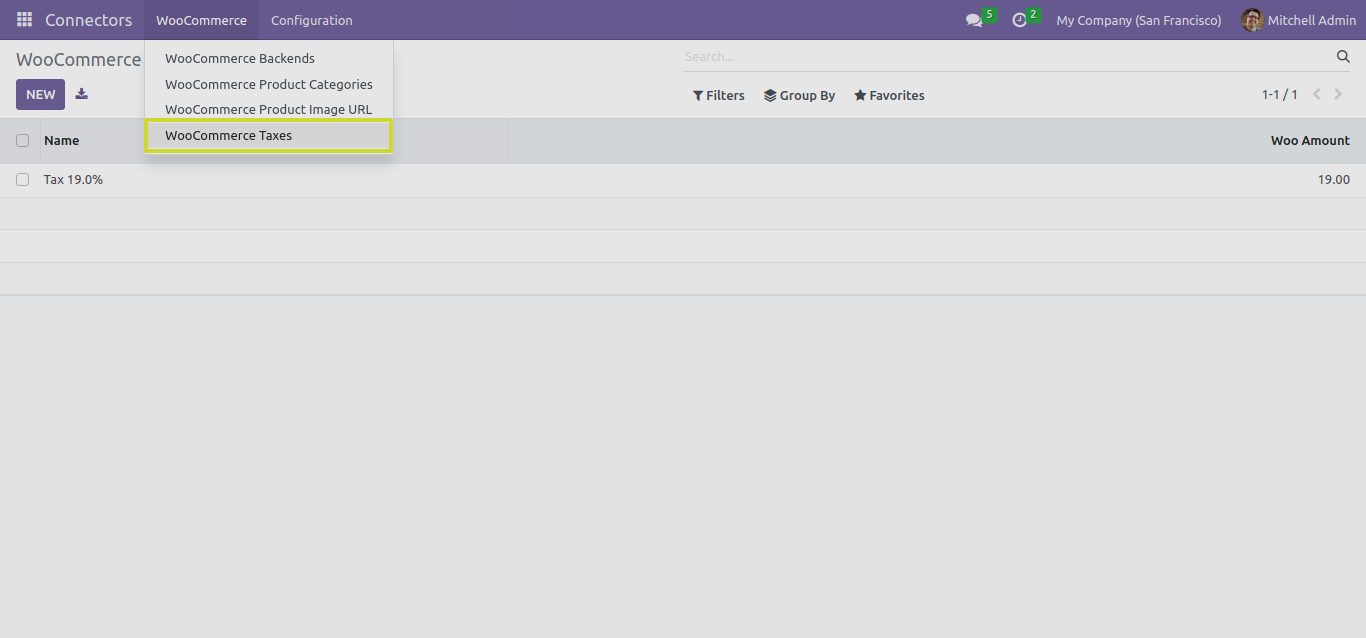 Connectors WooCommerce Configuration 5 2 My Company (San Francisco) Mitchell Admin
WooCommerce
WooCommerce Backends
WooCommerce Product Categories
WooCommerce Product Image URL
WooCommerce Taxes
Search...
NEW
Filters Group By Favorites 1-1 / 1
Name Woo Amount
Tax 19.0% 19.00